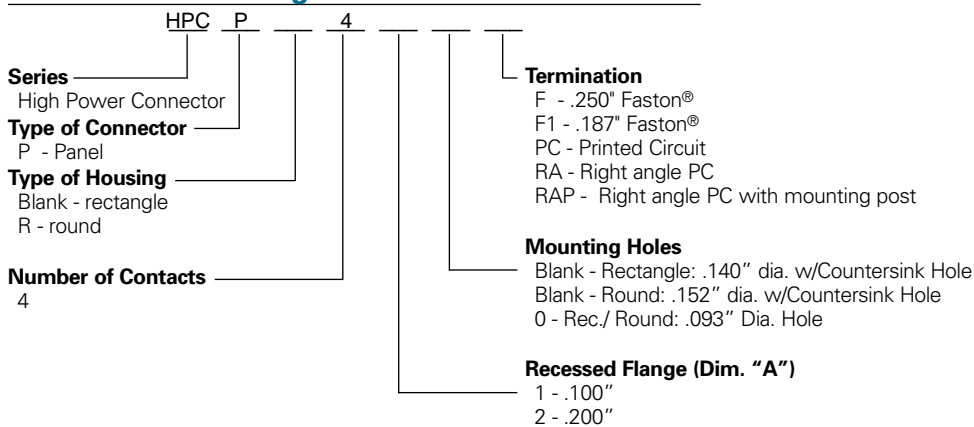 HPC P 4
Series
High Power Connector
Type of Connector
P - Panel
Type of Housing
Blank - rectangle
R - round
Number of Contacts
4
Termination
F - .250" Faston®
F1 - .187" Faston®
PC - Printed Circuit
RA - Right angle PC
RAP - Right angle PC with mounting post
Mounting Holes
Blank - Rectangle: .140” dia. w/Countersink Hole
Blank - Round: .152” dia. w/Countersink Hole
0 - Rec./ Round: .093” Dia. Hole
Recessed Flange (Dim. “A”)
1 - .100”
2 - .200”